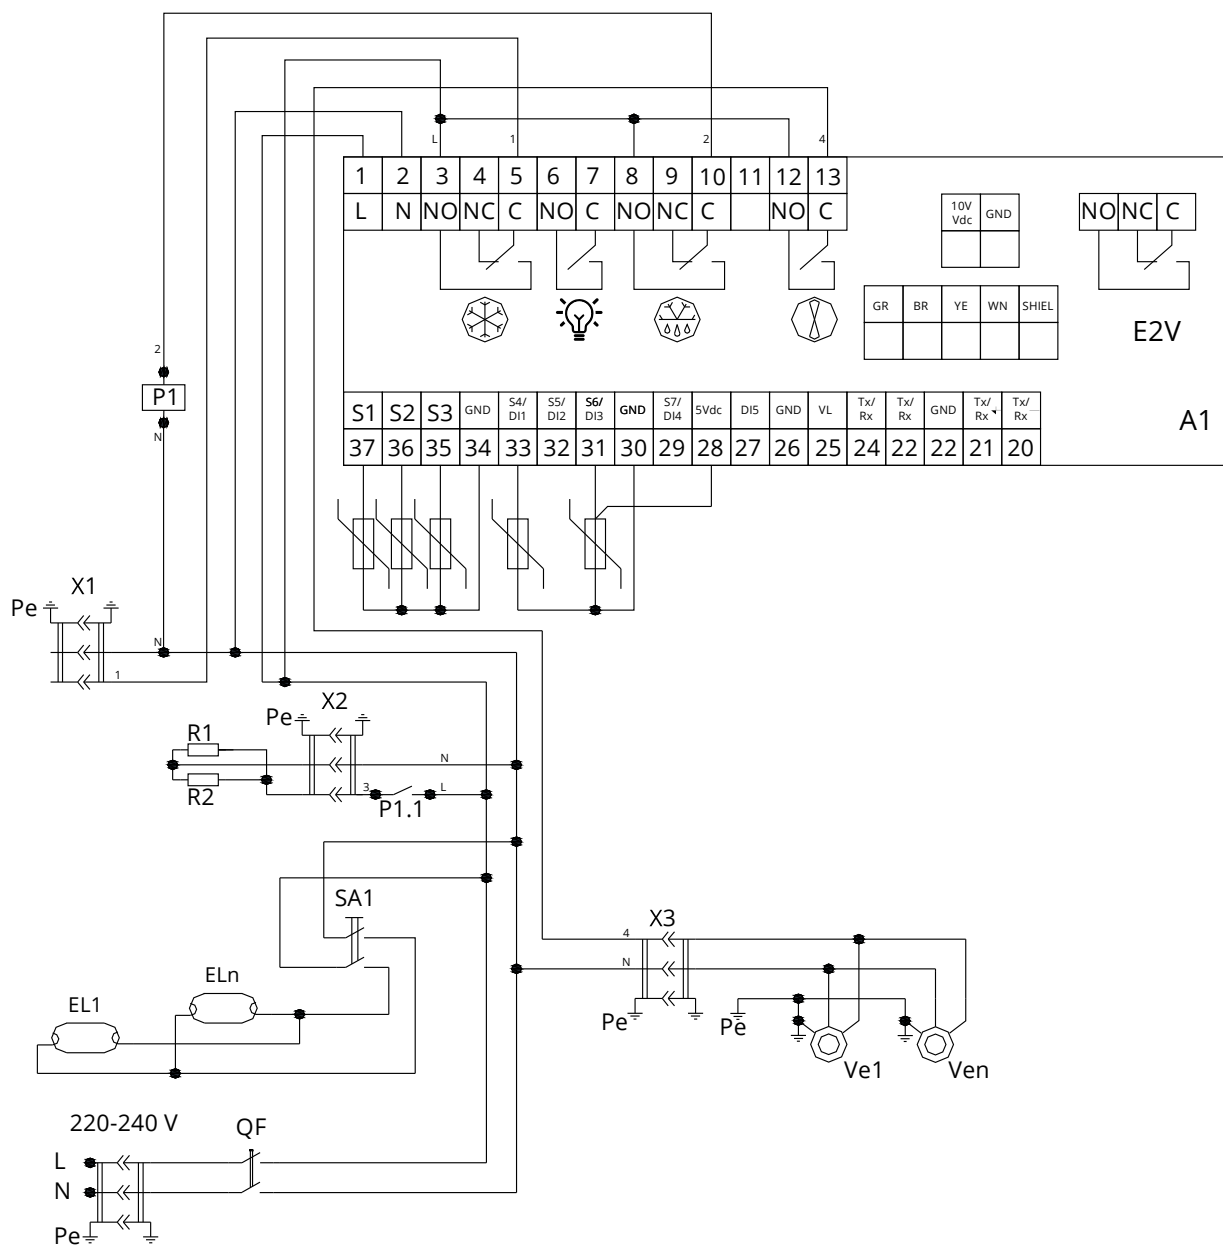 L 1 2 4
1 2 3 4 5 6 7 8 9 10 11 12 13
L N NO NC C NO C NO NC C NO C
10V Vdc GND
NO NC C
GR BR YE WN SHIEL
E2V
2
P1
N
S1 S2 S3 GND S4/ DI1 S5/ DI2 S6/ DI3 GND S7/ DI4 5Vdc DI5 GND VL Tx/ Rx Tx/ Rx GND Tx/ Rx Tx/ Rx
A1
37 36 35 34 33 32 31 30 29 28 27 26 25 24 22 22 21 20
X1
Pe
N
1
X2
Pe
R1
N
R2
3 L
P1.1
SA1
X3
4
N
ELn
EL1
Pe Pe
Ve1 Ven
220-240 V
QF
L
N
Pe